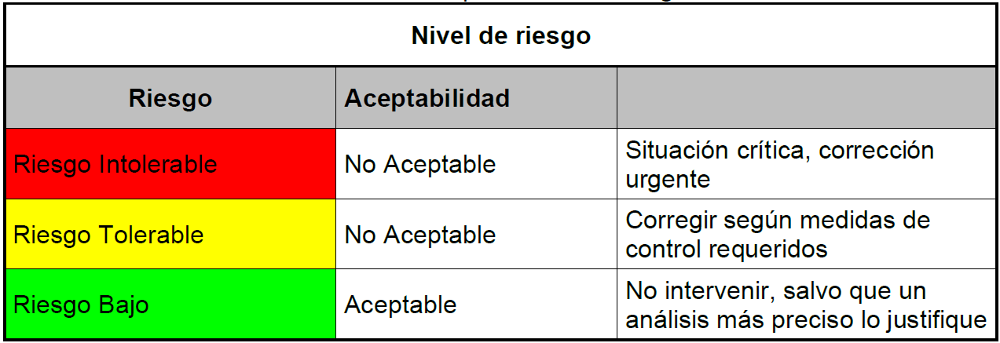 Nivel de riesgo
Riesgo
Aceptabilidad
Riesgo Intolerable
No Aceptable
Situación crítica, corrección
urgente
Riesgo Tolerable
No Aceptable
Corregir según medidas de
control requeridos
Riesgo Bajo
Aceptable
No intervenir, salvo que un
análisis más preciso lo justifique